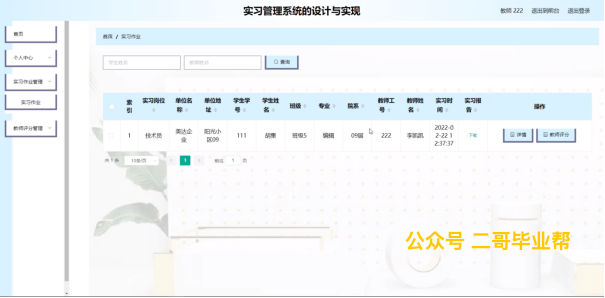 实习管理系统的设计与实现
教师 222 退出到前台 退出登录
首页
个人中心
实习作业管理
实习作业
教师评分管理
首页 / 实习作业
学生姓名 教师姓名 查询
索引 实习岗位 单位名称 单位地址 学生学号 学生姓名 班级 专业 院系 教师工号 教师姓名 实习时间 实习报告 操作
1 技术员 美达企业 阳光小区09 111 胡集 班级5 编辑 09届 222 李凯凯 2022-02-22 12:37:37 下载 详情 教师评分
共 1 条 10条/页 1 前往 1 页
公众号 二哥毕业帮